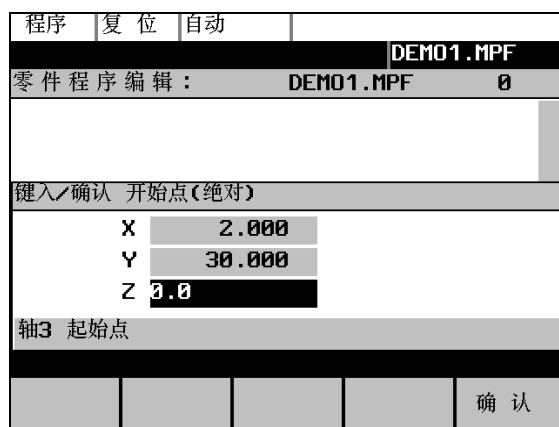 程序 复 位 自动
DEMO1.MPF
零件程序编辑: DEMO1.MPF 0
键入/确认 开始点(绝对)
X 2.000
Y 30.000
Z 0.0
轴3 起始点
确 认